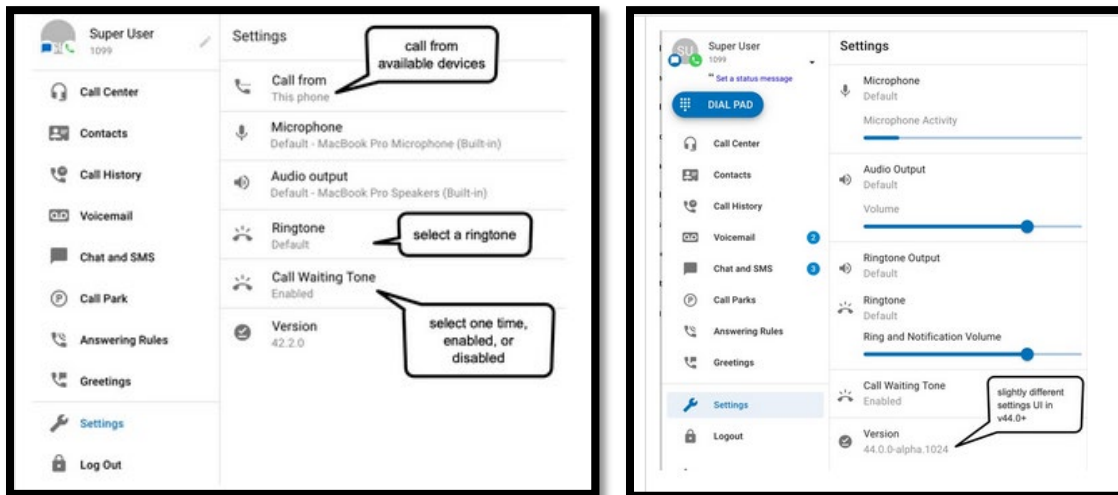 Super User
1099
Call Center
Contacts
Call History
Voicemail
Chat and SMS
Call Park
Answering Rules
Greetings
Settings
Log Out
Settings
call from
available devices
Call from
This phone
Microphone
Default - MacBook Pro Microphone (Built-in)
Audio output
Default - MacBook Pro Speakers (Built-in)
Ringtone
Default
select a ringtone
Call Waiting Tone
Enabled
select one time,
enabled, or
disabled
Version
42.2.0
SU
Super User
1099
" Set a status message
DIAL PAD
Call Center
Contacts
Call History
Voicemail 2
Chat and SMS 3
Call Parks
Answering Rules
Greetings
Settings
Logout
Settings
Microphone
Default
Microphone Activity
Audio Output
Default
Volume
Ringtone Output
Default
Ringtone
Default
Ring and Notification Volume
Call Waiting Tone
Enabled
slightly different
settings UI in
v44.0+
Version
44.0.0-alpha.1024